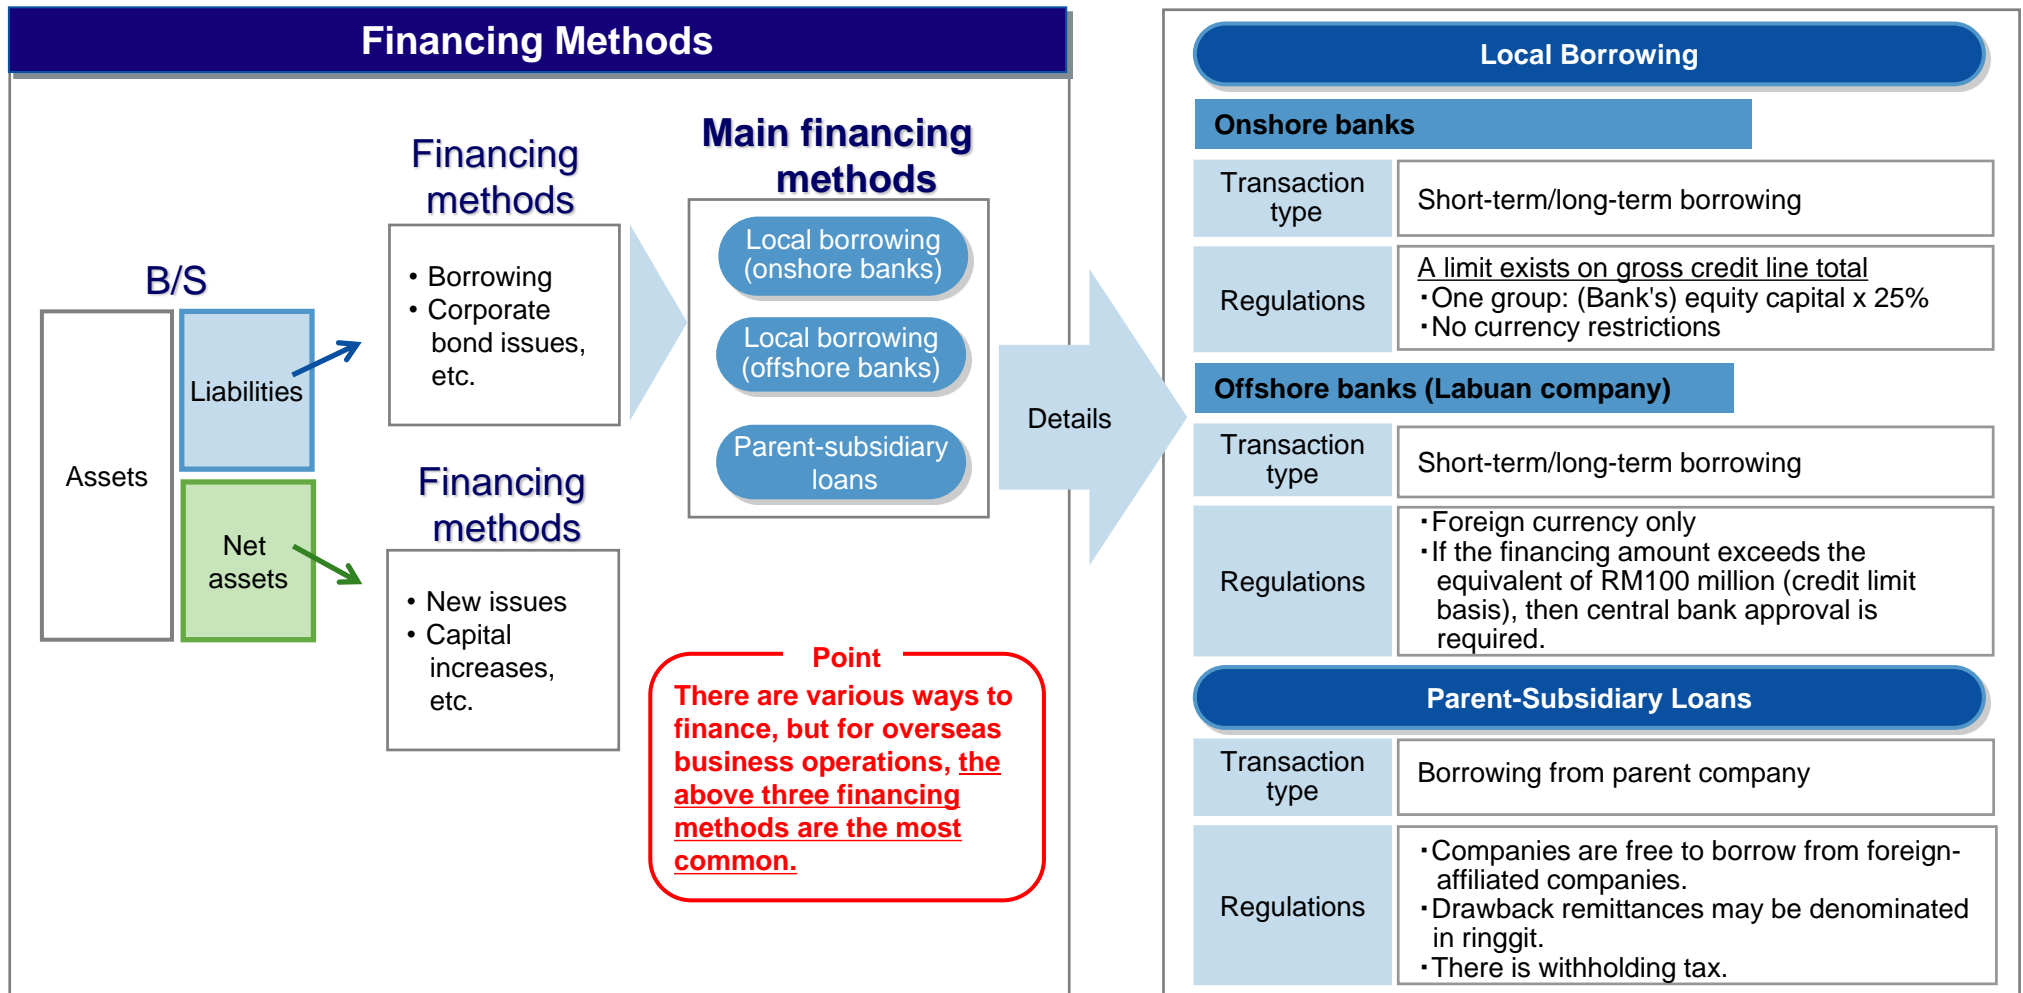 Financing Methods
B/S
Assets
Liabilities
Net
assets
Financing
methods
• Borrowing
• Corporate
bond issues,
etc.
Financing
methods
• New issues
• Capital
increases,
etc.
Main financing
methods
Local borrowing
(onshore banks)
Local borrowing
(offshore banks)
Parent-subsidiary
loans
Point
There are various ways to
finance, but for overseas
business operations, the
above three financing
methods are the most
common.
Details
Local Borrowing
Onshore banks
Transaction
type
Short-term/long-term borrowing
Regulations
A limit exists on gross credit line total
・One group: (Bank's) equity capital x 25%
・No currency restrictions
Offshore banks (Labuan company)
Transaction
type
Short-term/long-term borrowing
Regulations
・Foreign currency only
・If the financing amount exceeds the
equivalent of RM100 million (credit limit
basis), then central bank approval is
required.
Parent-Subsidiary Loans
Transaction
type
Borrowing from parent company
Regulations
・Companies are free to borrow from foreign-
affiliated companies.
・Drawback remittances may be denominated
in ringgit.
・There is withholding tax.